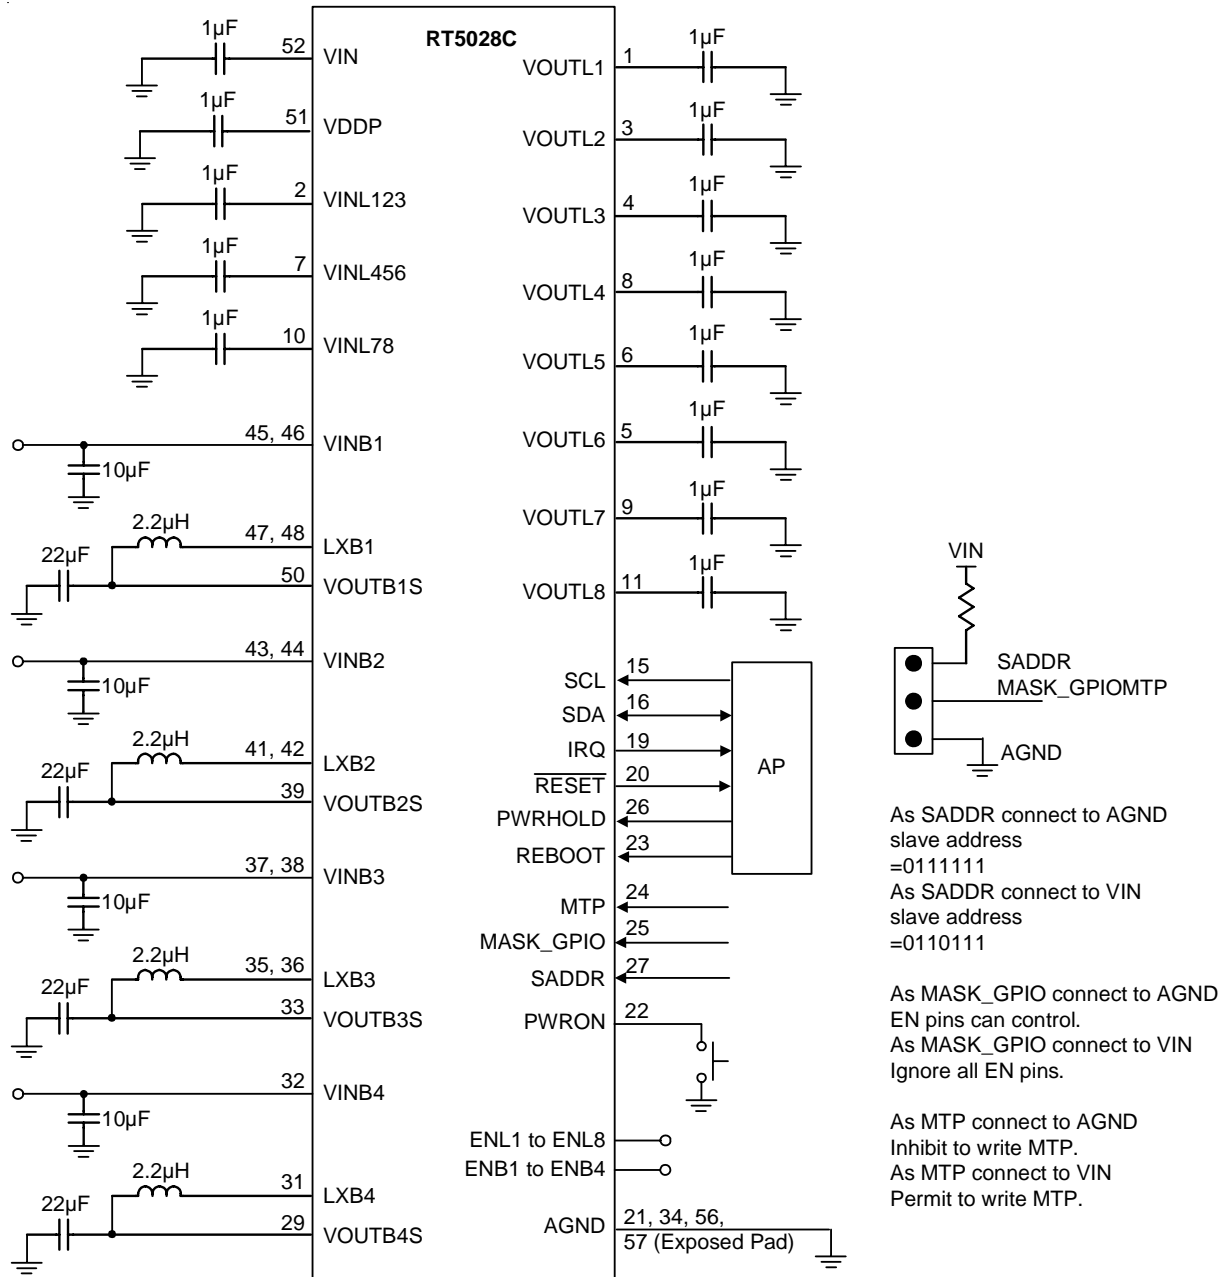 RT5028C
1µF
52
VIN
1µF
51
VDDP
1µF
2
VINL123
1µF
7
VINL456
1µF
10
VINL78
45, 46
VINB1
10µF
2.2µH
47, 48
LXB1
22µF
50
VOUTB1S
43, 44
VINB2
10µF
2.2µH
41, 42
LXB2
22µF
39
VOUTB2S
37, 38
VINB3
10µF
2.2µH
35, 36
LXB3
22µF
33
VOUTB3S
32
VINB4
10µF
2.2µH
31
LXB4
22µF
29
VOUTB4S
VOUTL1
1
1µF
VOUTL2
3
1µF
VOUTL3
4
1µF
VOUTL4
8
1µF
VOUTL5
6
1µF
VOUTL6
5
1µF
VOUTL7
9
1µF
VOUTL8
11
1µF
SCL
15
SDA
16
IRQ
19
RESET
20
PWRHOLD
26
REBOOT
23
AP
MTP
24
MASK_GPIO
25
SADDR
27
PWRON
22
ENL1 to ENL8
ENB1 to ENB4
AGND
21, 34, 56,
57 (Exposed Pad)
VIN
SADDR
MASK_GPIOMTP
AGND
As SADDR connect to AGND
slave address
=0111111
As SADDR connect to VIN
slave address
=0110111
As MASK_GPIO connect to AGND
EN pins can control.
As MASK_GPIO connect to VIN
Ignore all EN pins.
As MTP connect to AGND
Inhibit to write MTP.
As MTP connect to VIN
Permit to write MTP.